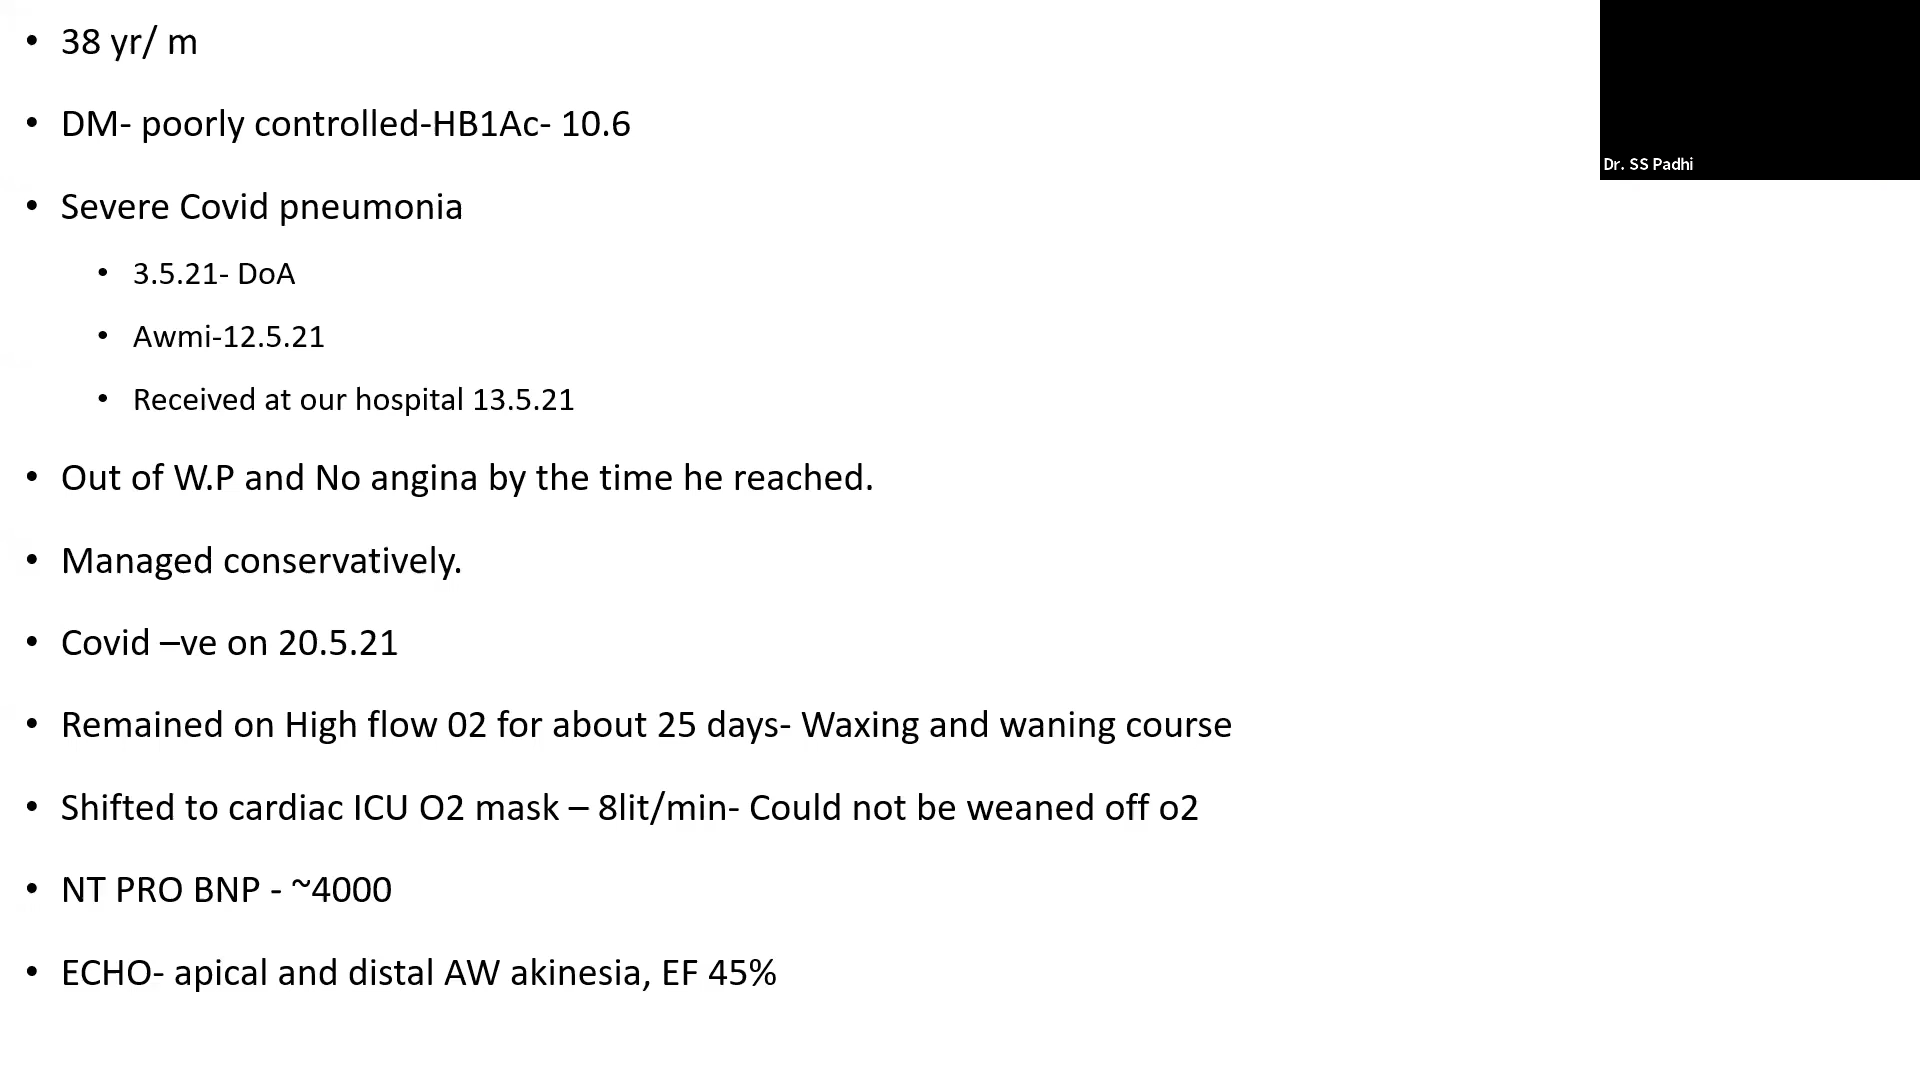 • 38 yr/ m
• DM- poorly controlled-HB1Ac- 10.6
• Severe Covid pneumonia
• 3.5.21- DoA
• Awmi-12.5.21
• Received at our hospital 13.5.21
• Out of W.P and No angina by the time he reached.
• Managed conservatively.
• Covid –ve on 20.5.21
• Remained on High flow 02 for about 25 days- Waxing and waning course
• Shifted to cardiac ICU O2 mask – 8lit/min- Could not be weaned off o2
• NT PRO BNP - ~4000
• ECHO- apical and distal AW akinesia, EF 45%
Dr. SS Padhi